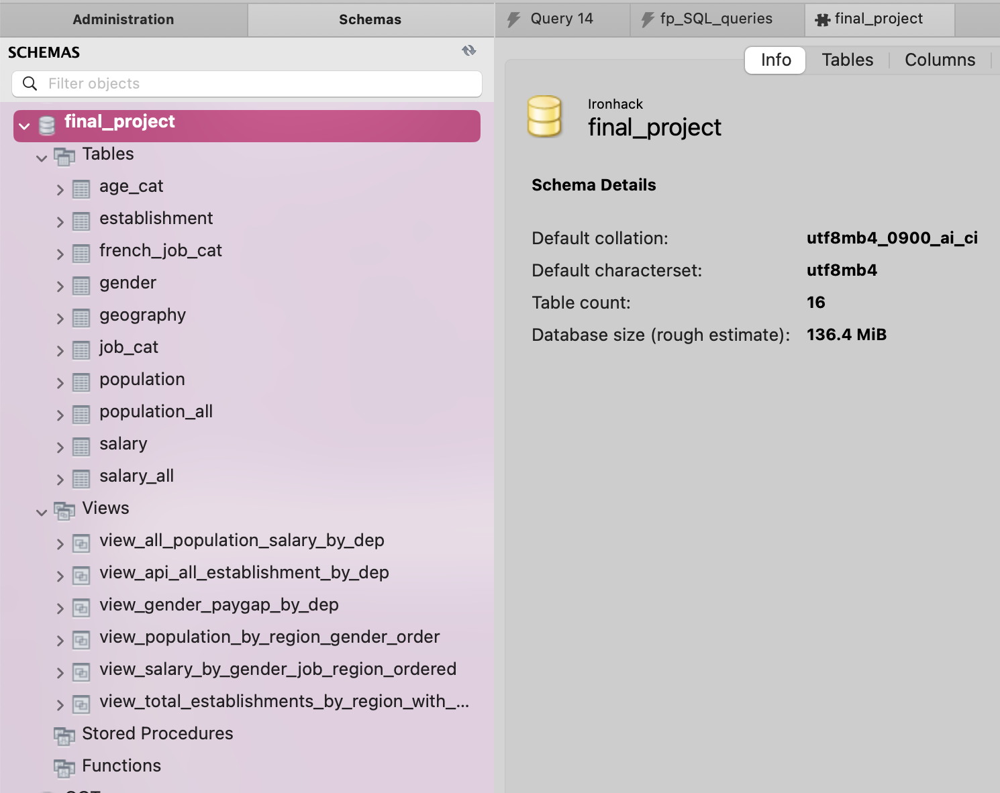 Administration
Schemas
Query 14
fp_SQL_queries
final_project
SCHEMAS
Filter objects
final_project
Tables
age_cat
establishment
french_job_cat
gender
geography
job_cat
population
population_all
salary
salary_all
Views
view_all_population_salary_by_dep
view_api_all_establishment_by_dep
view_gender_paygap_by_dep
view_population_by_region_gender_order
view_salary_by_gender_job_region_ordered
view_total_establishments_by_region_with_...
Stored Procedures
Functions
Info
Tables
Columns
Ironhack
final_project
Schema Details
Default collation: utf8mb4_0900_ai_ci
Default characterset: utf8mb4
Table count: 16
Database size (rough estimate): 136.4 MiB